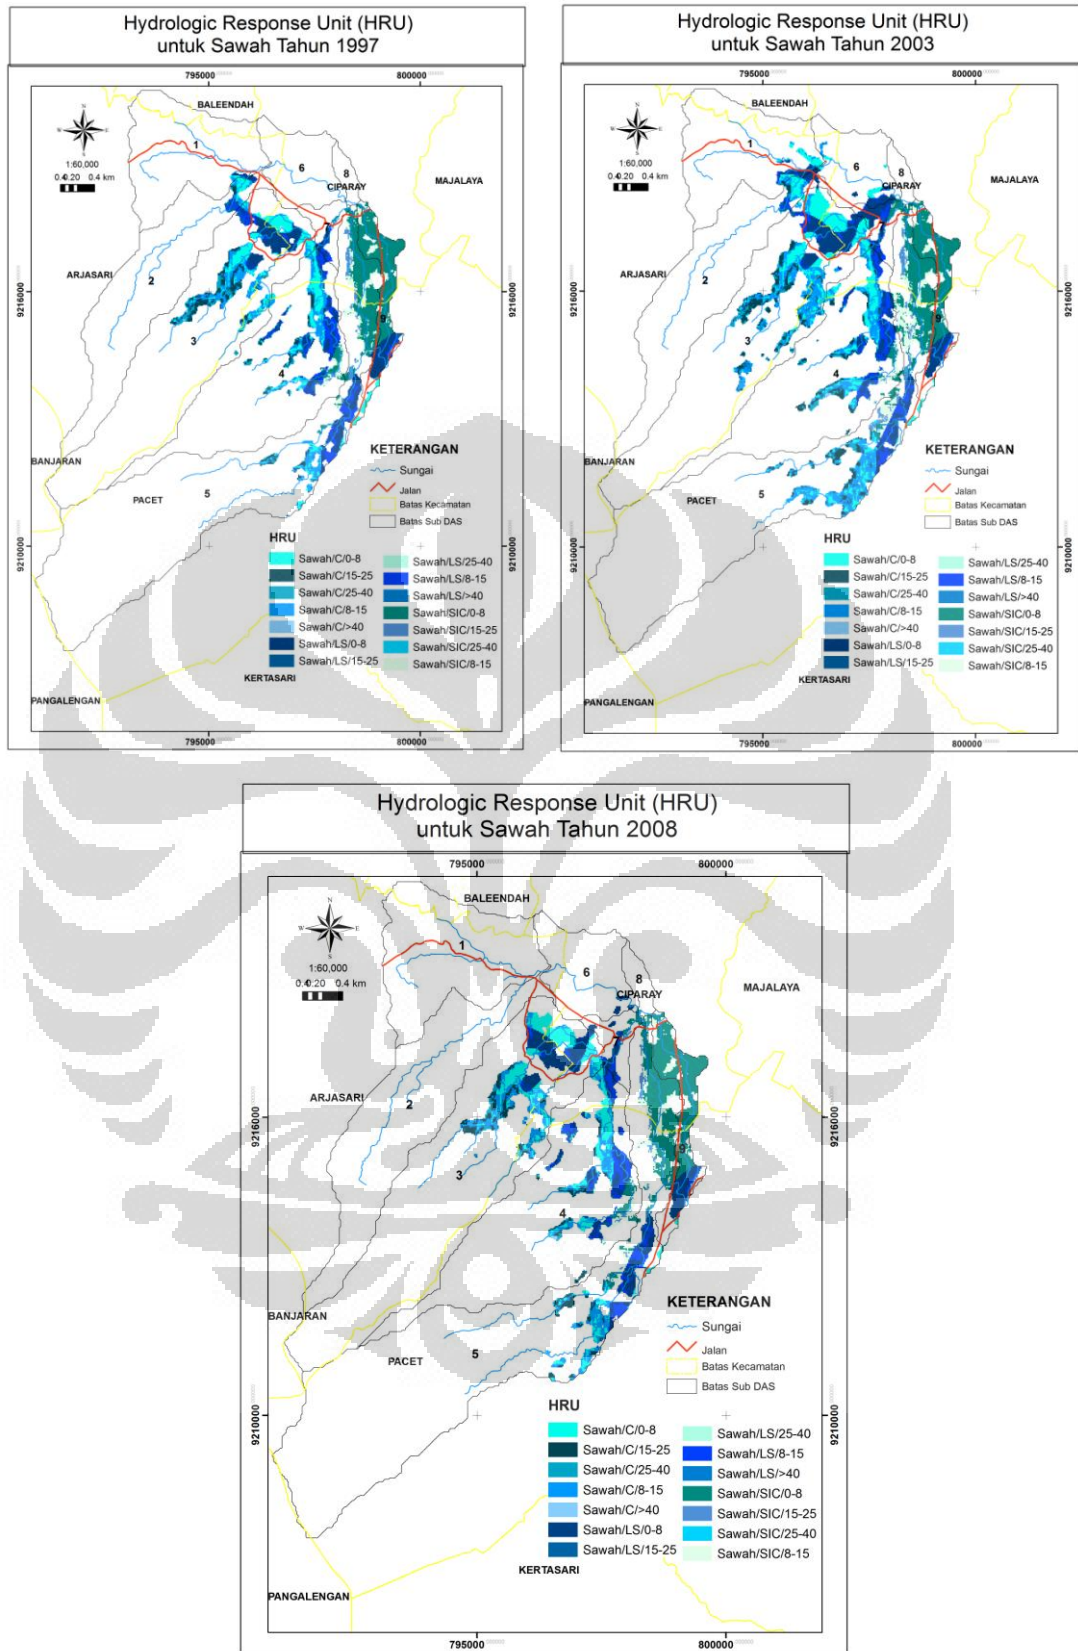 Hydrologic Response Unit (HRU)
untuk Sawah Tahun 1997
795000
800000
BALEENDAH
1:60,000
0.4 0.20 0.4 km
1
6
8
CIPARAY
MAJALAYA
ARJASARI
2
9216000
9216000
9
3
4
KETERANGAN
Sungai
Jalan
Batas Kecamatan
Batas Sub DAS
BANJARAN
PACET
5
9210000
9210000
HRU
Sawah/C/0-8
Sawah/C/15-25
Sawah/C/25-40
Sawah/C/8-15
Sawah/C/>40
Sawah/LS/0-8
Sawah/LS/15-25
Sawah/LS/25-40
Sawah/LS/8-15
Sawah/LS/>40
Sawah/SIC/0-8
Sawah/SIC/15-25
Sawah/SIC/25-40
Sawah/SIC/8-15
KERTASARI
PANGALENGAN
795000
800000
Hydrologic Response Unit (HRU)
untuk Sawah Tahun 2003
795000
800000
BALEENDAH
1:60,000
0.4 0.20 0.4 km
1
6
8
CIPARAY
MAJALAYA
ARJASARI
2
9216000
9216000
9
3
4
KETERANGAN
Sungai
Jalan
Batas Kecamatan
Batas Sub DAS
BANJARAN
PACET
5
9210000
9210000
HRU
Sawah/C/0-8
Sawah/C/15-25
Sawah/C/25-40
Sawah/C/8-15
Sawah/C/>40
Sawah/LS/0-8
Sawah/LS/15-25
Sawah/LS/25-40
Sawah/LS/8-15
Sawah/LS/>40
Sawah/SIC/0-8
Sawah/SIC/15-25
Sawah/SIC/25-40
Sawah/SIC/8-15
KERTASARI
PANGALENGAN
795000
800000
Hydrologic Response Unit (HRU)
untuk Sawah Tahun 2008
795000
800000
BALEENDAH
N
W E
S
1:60,000
0.4 0.20 0.4 km
1
6
8
CIPARAY
MAJALAYA
ARJASARI
2
9216000
9216000
9
3
4
KETERANGAN
Sungai
Jalan
Batas Kecamatan
Batas Sub DAS
BANJARAN
PACET
5
9210000
9210000
HRU
Sawah/C/0-8
Sawah/C/15-25
Sawah/C/25-40
Sawah/C/8-15
Sawah/C/>40
Sawah/LS/0-8
Sawah/LS/15-25
Sawah/LS/25-40
Sawah/LS/8-15
Sawah/LS/>40
Sawah/SIC/0-8
Sawah/SIC/15-25
Sawah/SIC/25-40
Sawah/SIC/8-15
KERTASARI
PANGALENGAN
795000
800000